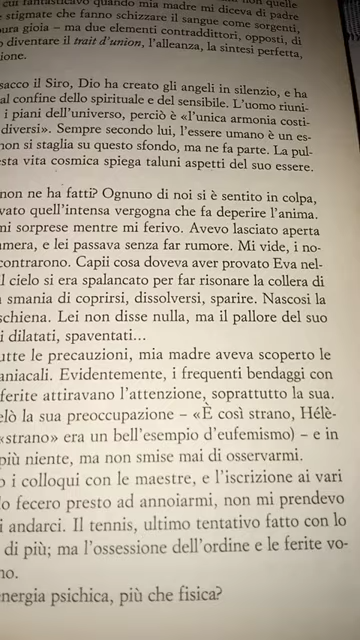 cui fantasticavo quando mia madre mi diceva di padre
stigmate che fanno schizzare il sangue come sorgenti,
pura gioia – ma due elementi contraddittori, opposti, di
diventare il trait d'union, l'alleanza, la sintesi perfetta,
ione.
sacco il Siro, Dio ha creato gli angeli in silenzio, e ha
al confine dello spirituale e del sensibile. L'uomo riuni-
i piani dell'universo, perciò è «l'unica armonia costi-
diversi». Sempre secondo lui, l'essere umano è un es-
non si staglia su questo sfondo, ma ne fa parte. La pul-
esta vita cosmica spiega taluni aspetti del suo essere.
non ne ha fatti? Ognuno di noi si è sentito in colpa,
vato quell'intensa vergogna che fa deperire l'anima.
mi sorprese mentre mi ferivo. Avevo lasciato aperta
amera, e lei passava senza far rumore. Mi vide, i no-
contrarono. Capii cosa doveva aver provato Eva nel-
l cielo si era spalancato per far risonare la collera di
smania di coprirsi, dissolversi, sparire. Nascosi la
schiena. Lei non disse nulla, ma il pallore del suo
i dilatati, spaventati...
utte le precauzioni, mia madre aveva scoperto le
aniacali. Evidentemente, i frequenti bendaggi con
ferite attiravano l'attenzione, soprattutto la sua.
elò la sua preoccupazione – «È così strano, Hélè-
«strano» era un bell'esempio d'eufemismo) – e in
più niente, ma non smise mai di osservarmi.
o i colloqui con le maestre, e l'iscrizione ai vari
lo fecero presto ad annoiarmi, non mi prendevo
i andarci. Il tennis, ultimo tentativo fatto con lo
di più; ma l'ossessione dell'ordine e le ferite vo-
no.
nergia psichica, più che fisica?